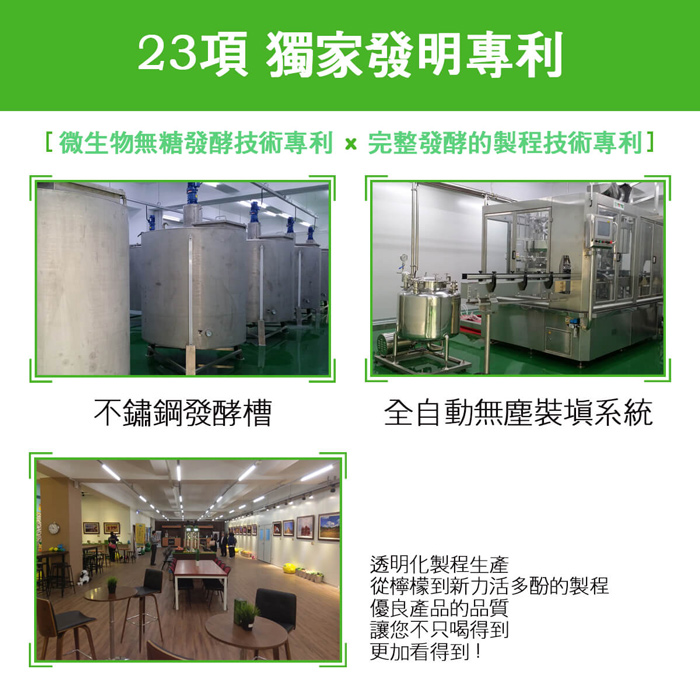 23項 獨家發明專利
[ 微生物無糖發酵技術專利 × 完整發酵的製程技術專利 ]
不鏽鋼發酵槽
全自動無塵裝填系統
透明化製程生產
從檸檬到新力活多酚的製程
優良產品的品質
讓您不只喝得到
更加看得到！